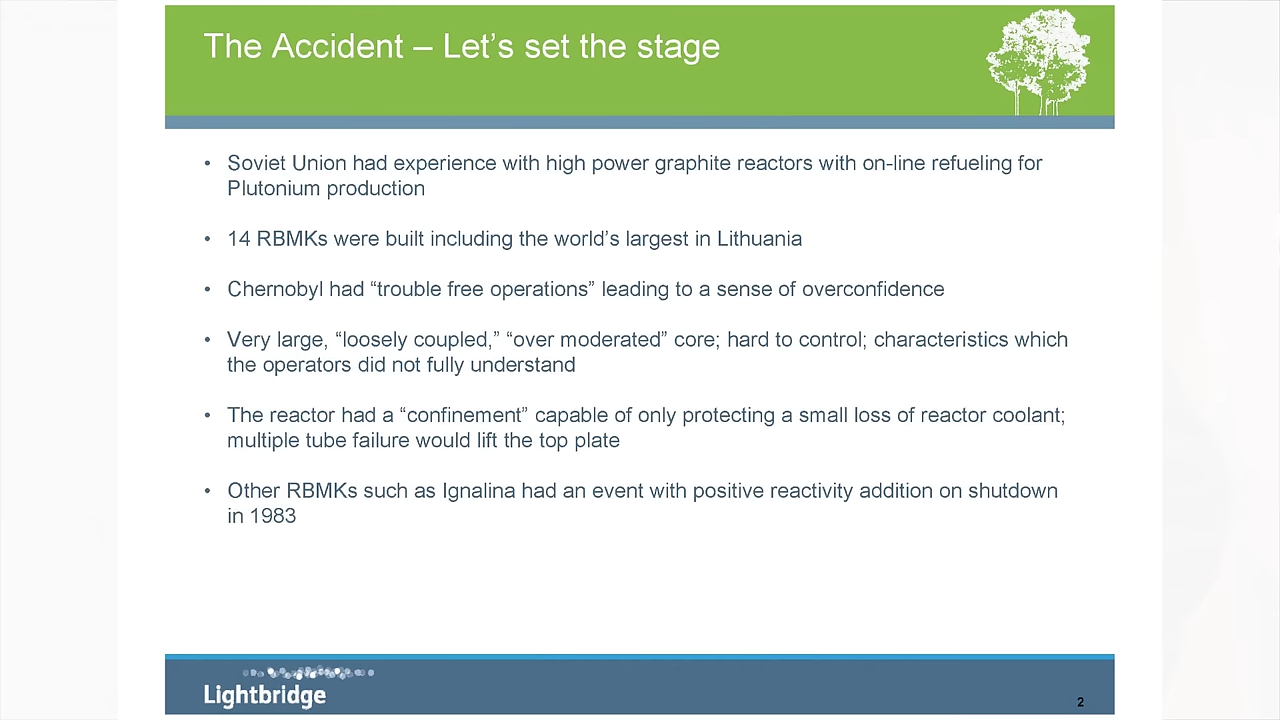 The Accident – Let’s set the stage
• Soviet Union had experience with high power graphite reactors with on-line refueling for
Plutonium production
• 14 RBMKs were built including the world’s largest in Lithuania
• Chernobyl had “trouble free operations” leading to a sense of overconfidence
• Very large, “loosely coupled,” “over moderated” core; hard to control; characteristics which
the operators did not fully understand
• The reactor had a “confinement” capable of only protecting a small loss of reactor coolant;
multiple tube failure would lift the top plate
• Other RBMKs such as Ignalina had an event with positive reactivity addition on shutdown
in 1983
Lightbridge
2